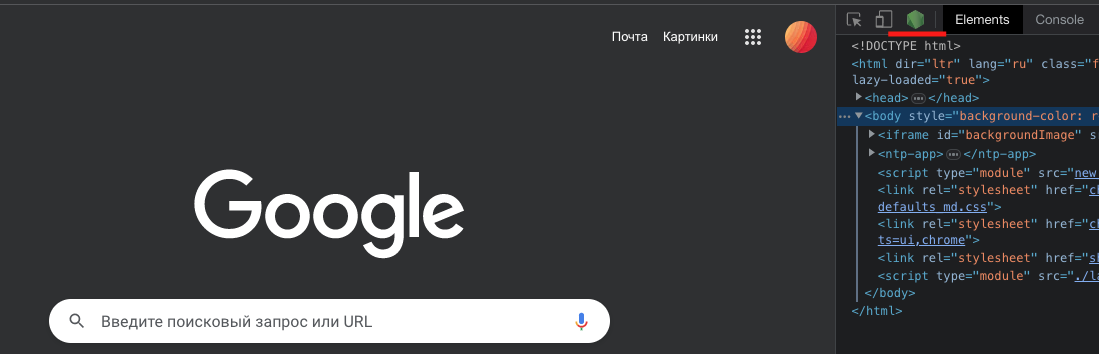 Почта Картинки
Google
Введите поисковый запрос или URL
Elements Console
<!DOCTYPE html>
<html dir="ltr" lang="ru" class="f
lazy-loaded="true">
<head> ••• </head>
<body style="background-color: r
<iframe id="backgroundImage" s
<ntp-app> ••• </ntp-app>
<script type="module" src="new
<link rel="stylesheet" href="ch
defaults_md.css">
<link rel="stylesheet" href="ch
ts=ui,chrome">
<link rel="stylesheet" href="sh
<script type="module" src="./la
</body>
</html>